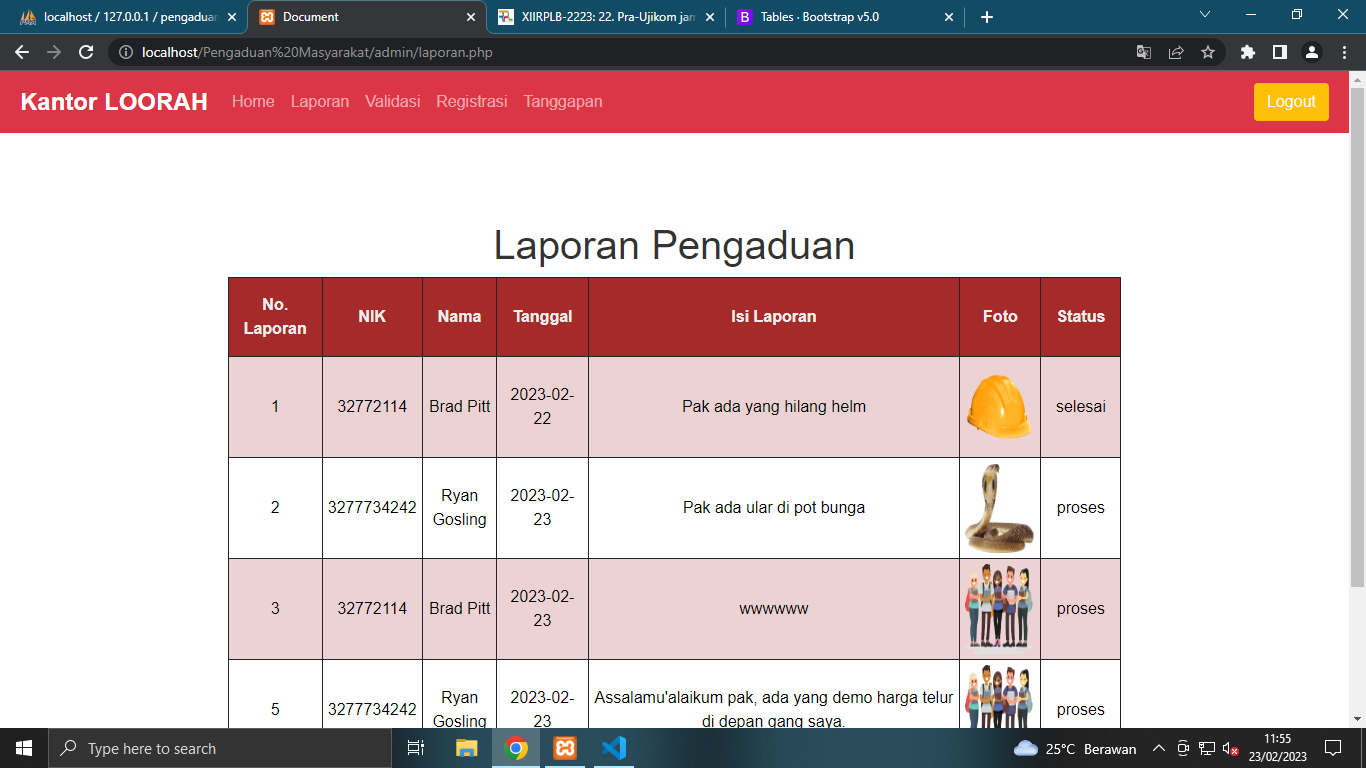 localhost / 127.0.0.1 / pengaduan
Document
XIIRPLB-2223: 22. Pra-Ujikom jam
Tables · Bootstrap v5.0
localhost/Pengaduan%20Masyarakat/admin/laporan.php
Kantor LOORAH
Home
Laporan
Validasi
Registrasi
Tanggapan
Logout
Laporan Pengaduan
No.
Laporan
NIK
Nama
Tanggal
Isi Laporan
Foto
Status
1
32772114
Brad Pitt
2023-02-
22
Pak ada yang hilang helm
selesai
2
3277734242
Ryan
Gosling
2023-02-
23
Pak ada ular di pot bunga
proses
3
32772114
Brad Pitt
2023-02-
23
wwwwww
proses
5
3277734242
Ryan
Gosling
2023-02-
23
Assalamu'alaikum pak, ada yang demo harga telur
di depan gang saya.
proses
Type here to search
25°C Berawan
11:55
23/02/2023